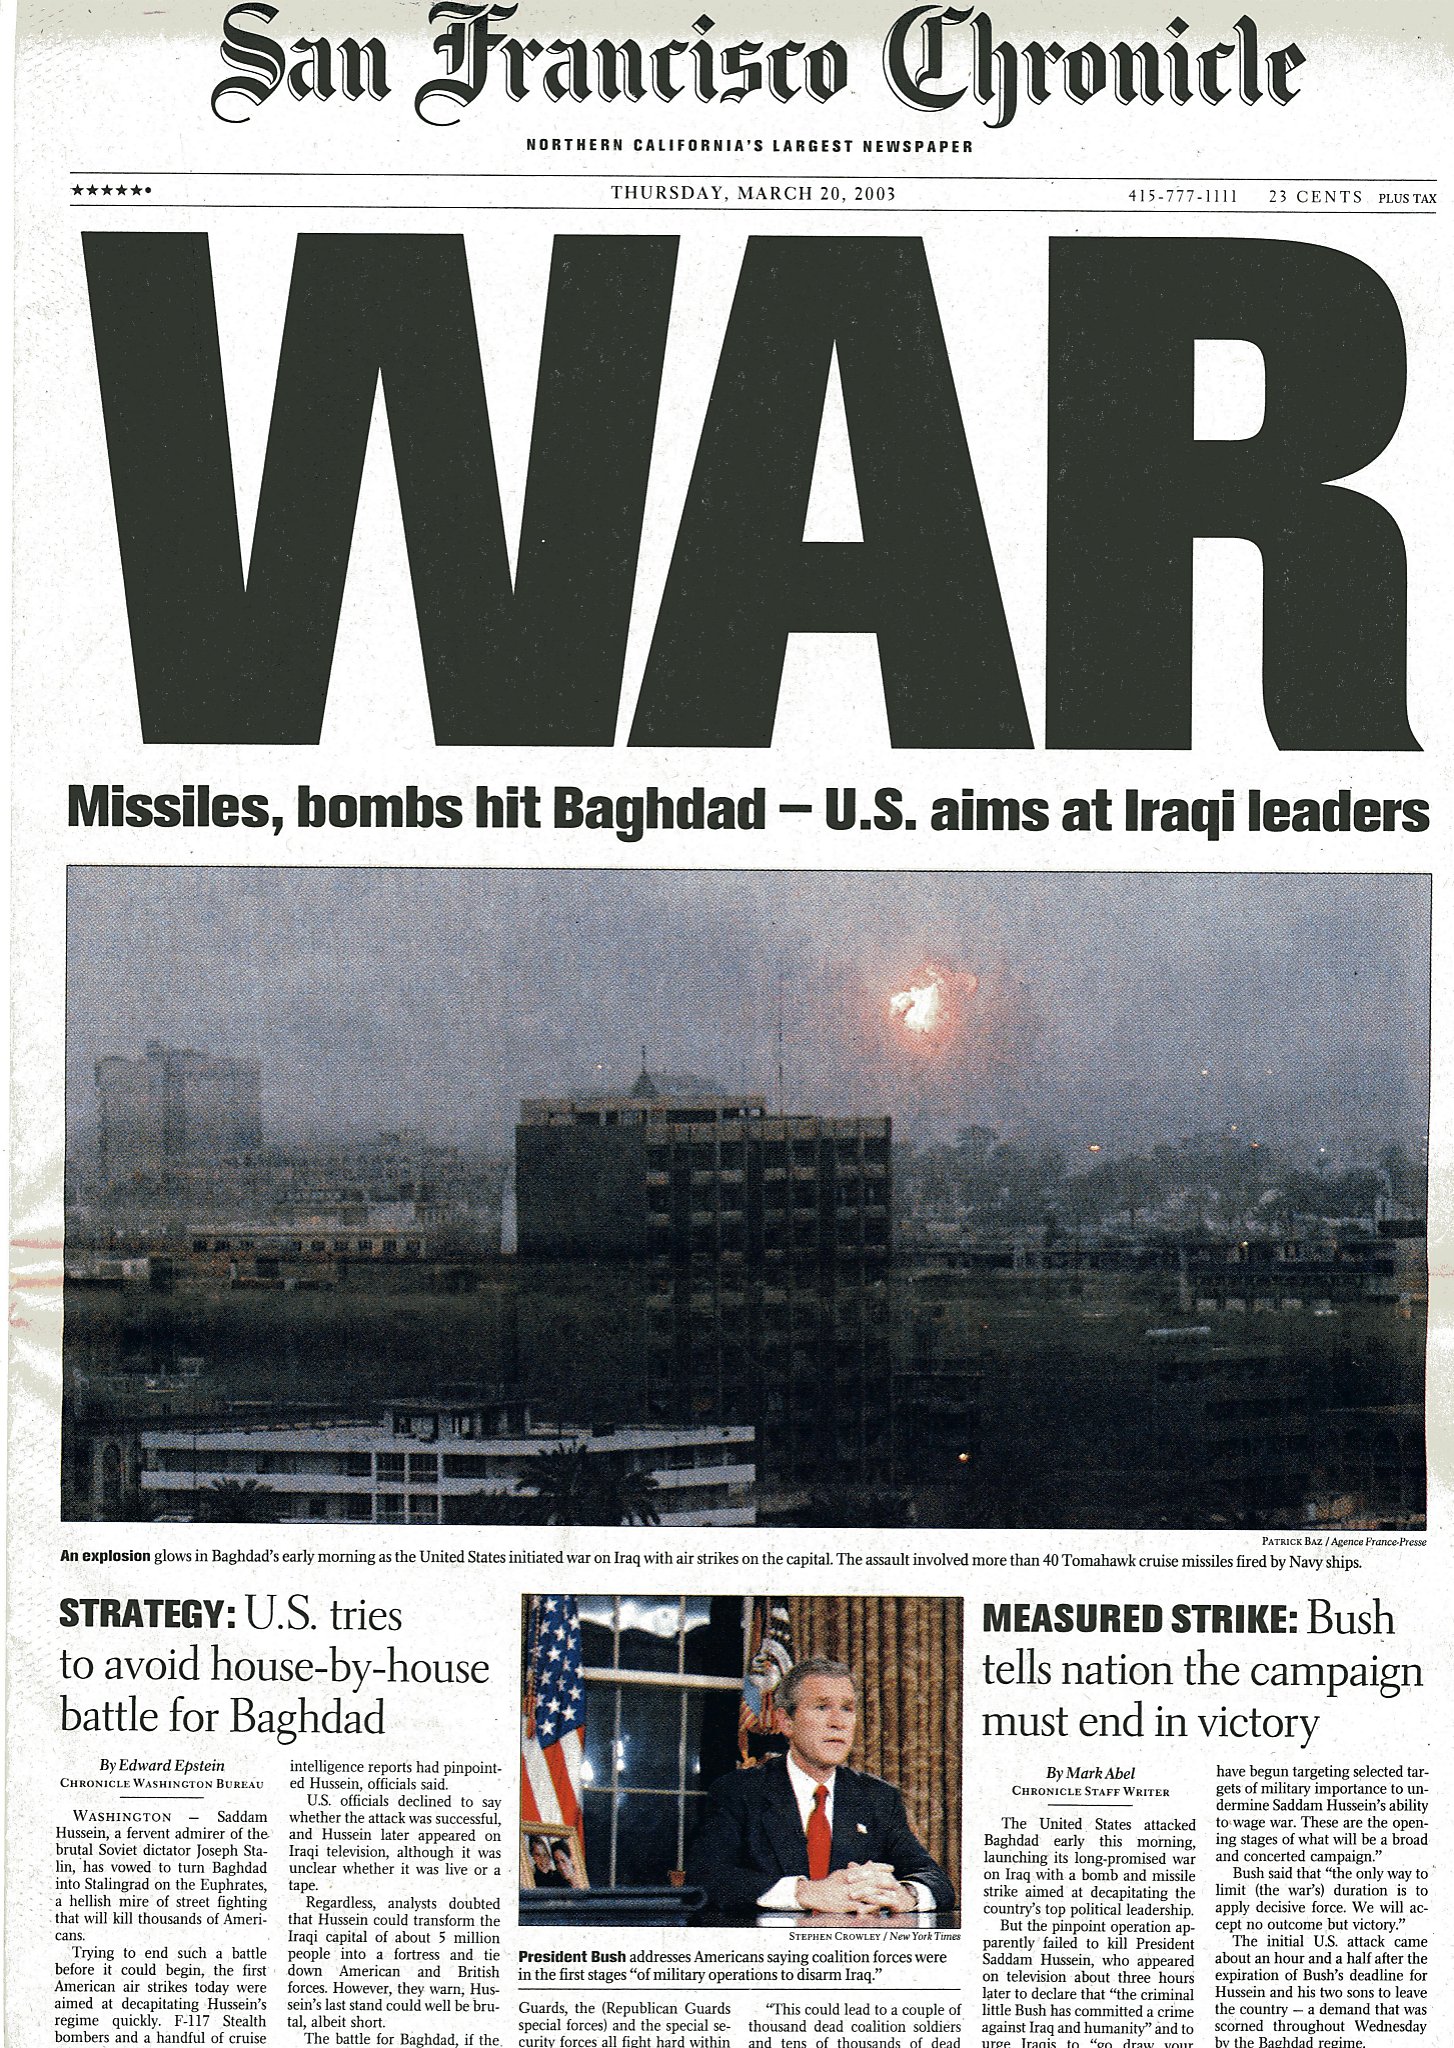 San Francisco Chronicle
NORTHERN CALIFORNIA'S LARGEST NEWSPAPER
★★★★★•
THURSDAY, MARCH 20, 2003
415-777-1111 23 CENTS PLUS TAX
WAR
Missiles, bombs hit Baghdad – U.S. aims at Iraqi leaders
PATRICK BAZ / Agence France-Presse
An explosion glows in Baghdad's early morning as the United States initiated war on Iraq with air strikes on the capital. The assault involved more than 40 Tomahawk cruise missiles fired by Navy ships.
STRATEGY: U.S. tries
to avoid house-by-house
battle for Baghdad
By Edward Epstein
CHRONICLE WASHINGTON BUREAU
WASHINGTON — Saddam
Hussein, a fervent admirer of the
brutal Soviet dictator Joseph Sta-
lin, has vowed to turn Baghdad
into Stalingrad on the Euphrates,
a hellish mire of street fighting
that will kill thousands of Ameri-
cans.
Trying to end such a battle
before it could begin, the first
American air strikes today were
aimed at decapitating Hussein's
regime quickly. F-117 Stealth
bombers and a handful of cruise
intelligence reports had pinpoint-
ed Hussein, officials said.
U.S. officials declined to say
whether the attack was successful,
and Hussein later appeared on
Iraqi television, although it was
unclear whether it was live or a
tape.
Regardless, analysts doubted
that Hussein could transform the
Iraqi capital of about 5 million
people into a fortress and tie
down American and British
forces. However, they warn, Hus-
sein's last stand could well be bru-
tal, albeit short.
The battle for Baghdad, if the
STEPHEN CROWLEY / New York Times
President Bush addresses Americans saying coalition forces were
in the first stages "of military operations to disarm Iraq."
Guards, the (Republican Guards
special forces) and the special se-
curity forces all fight hard within
"This could lead to a couple of
thousand dead coalition soldiers
and tens of thousands of dead
MEASURED STRIKE: Bush
tells nation the campaign
must end in victory
By Mark Abel
CHRONICLE STAFF WRITER
The United States attacked
Baghdad early this morning,
launching its long-promised war
on Iraq with a bomb and missile
strike aimed at decapitating the
country's top political leadership.
But the pinpoint operation ap-
parently failed to kill President
Saddam Hussein, who appeared
on television about three hours
later to declare that "the criminal
little Bush has committed a crime
against Iraq and humanity" and to
urge Iraqis to "go draw your
have begun targeting selected tar-
gets of military importance to un-
dermine Saddam Hussein's ability
to wage war. These are the open-
ing stages of what will be a broad
and concerted campaign."
Bush said that "the only way to
limit (the war's) duration is to
apply decisive force. We will ac-
cept no outcome but victory."
The initial U.S. attack came
about an hour and a half after the
expiration of Bush's deadline for
Hussein and his two sons to leave
the country — a demand that was
scorned throughout Wednesday
by the Baghdad regime.